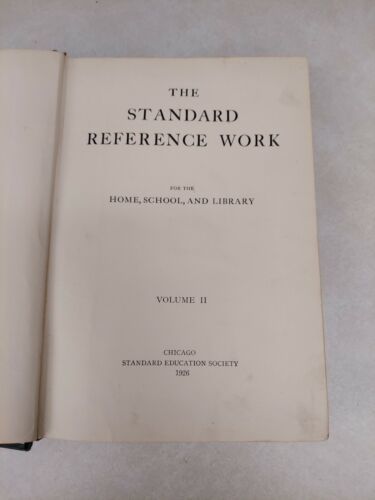 THE
STANDARD
REFERENCE WORK
FOR THE
HOME, SCHOOL, AND LIBRARY
VOLUME II
CHICAGO
STANDARD EDUCATION SOCIETY
1926